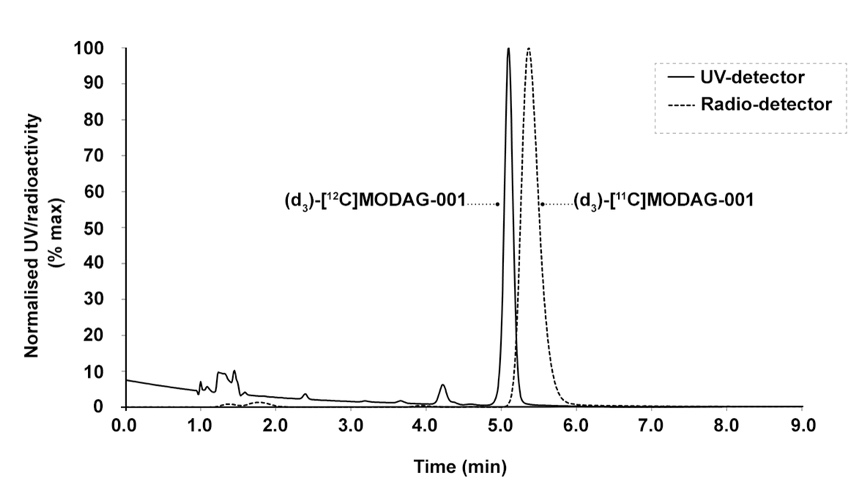 Normalised UV/radioactivity
(% max)
100
90
80
70
60
50
40
30
20
10
0
UV-detector
Radio-detector
(d₃)-[¹²C]MODAG-001
(d₃)-[¹¹C]MODAG-001
0.0 1.0 2.0 3.0 4.0 5.0 6.0 7.0 8.0 9.0
Time (min)